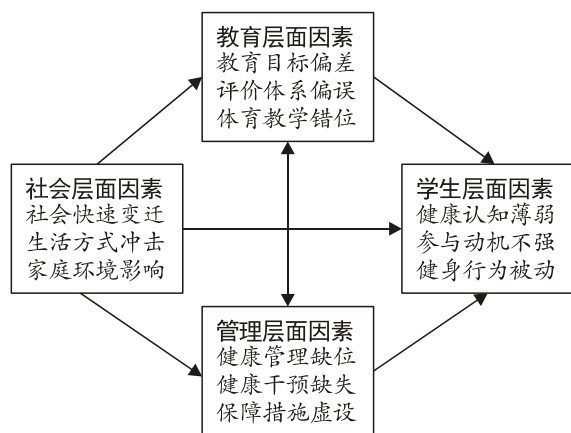 教育层面因素
教育目标偏差
评价体系偏误
体育教学错位
社会层面因素
社会快速变迁
生活方式冲击
家庭环境影响
学生层面因素
健康认知薄弱
参与动机不强
健身行为被动
管理层面因素
健康管理缺位
健康干预缺失
保障措施虚设